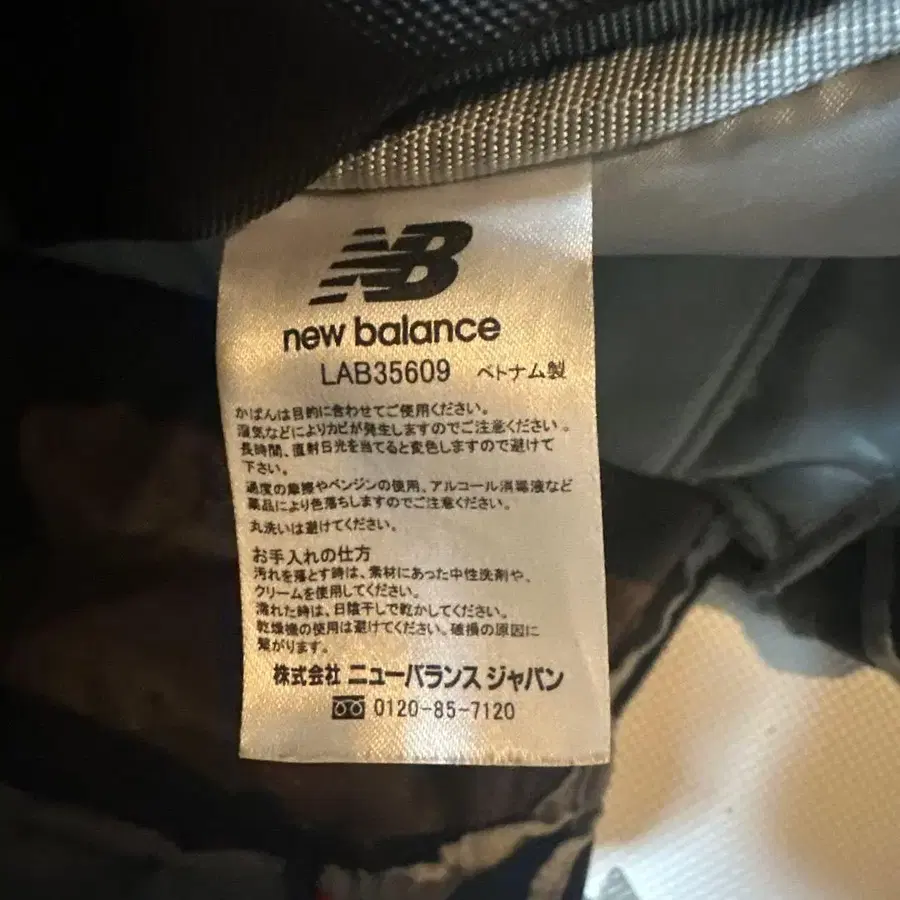 NB
new balance
LAB35609 ベトナム製
かばんは目的に合わせてご使用ください。
湿気などによりカビが発生しますのでご注意ください。
長時間、直射日光を当てると変色しますので避けて
下さい。
過度の摩擦やベンジンの使用、アルコール消毒液など
薬品により色落ちしますのでご注意ください。
丸洗いは避けてください。
お手入れの仕方
汚れを落とす時は、素材にあった中性洗剤や、
クリームを使用してください。
濡れた時は、日陰干しで乾かしてください。
乾燥機の使用は避けてください。破損の原因に
繋がります。
株式会社 ニューバランス ジャパン
0120-85-7120